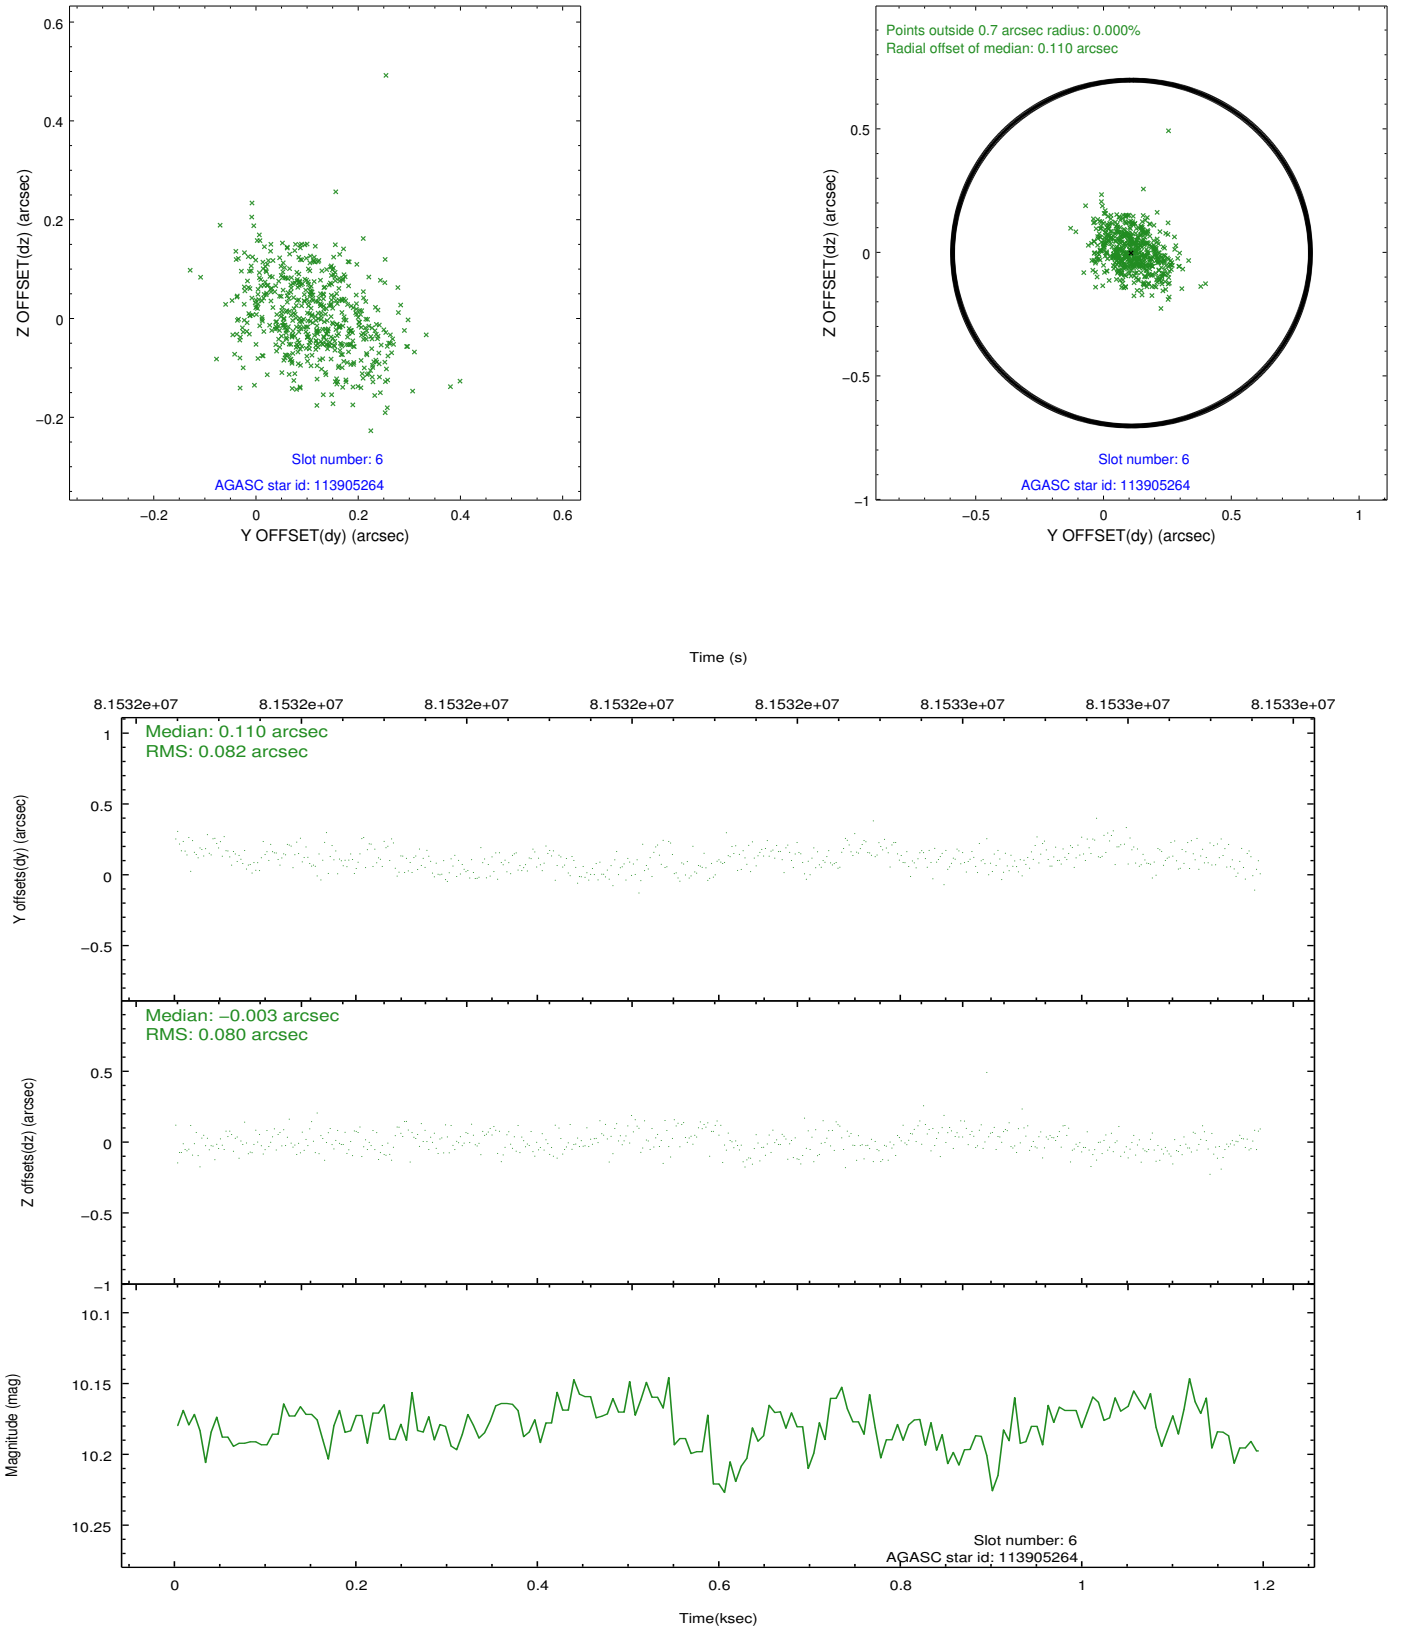 0.6
0.4
0.2
0
−0.2
Z OFFSET(dz) (arcsec)
Slot number: 6
AGASC star id: 113905264
−0.2
0
0.2
0.4
0.6
Y OFFSET(dy) (arcsec)
Points outside 0.7 arcsec radius: 0.000%
Radial offset of median: 0.110 arcsec
0.5
0
−0.5
−1
Z OFFSET(dz) (arcsec)
Slot number: 6
AGASC star id: 113905264
−0.5
0
0.5
1
Y OFFSET(dy) (arcsec)
Time (s)
8.1532e+07
8.1532e+07
8.1532e+07
8.1532e+07
8.1532e+07
8.1533e+07
8.1533e+07
8.1533e+07
Median: 0.110 arcsec
RMS: 0.082 arcsec
1
0.5
0
−0.5
Y offsets(dy) (arcsec)
Median: −0.003 arcsec
RMS: 0.080 arcsec
0.5
0
−0.5
−1
Z offsets(dz) (arcsec)
10.1
10.15
10.2
10.25
Magnitude (mag)
Slot number: 6
AGASC star id: 113905264
0
0.2
0.4
0.6
0.8
1
1.2
Time(ksec)